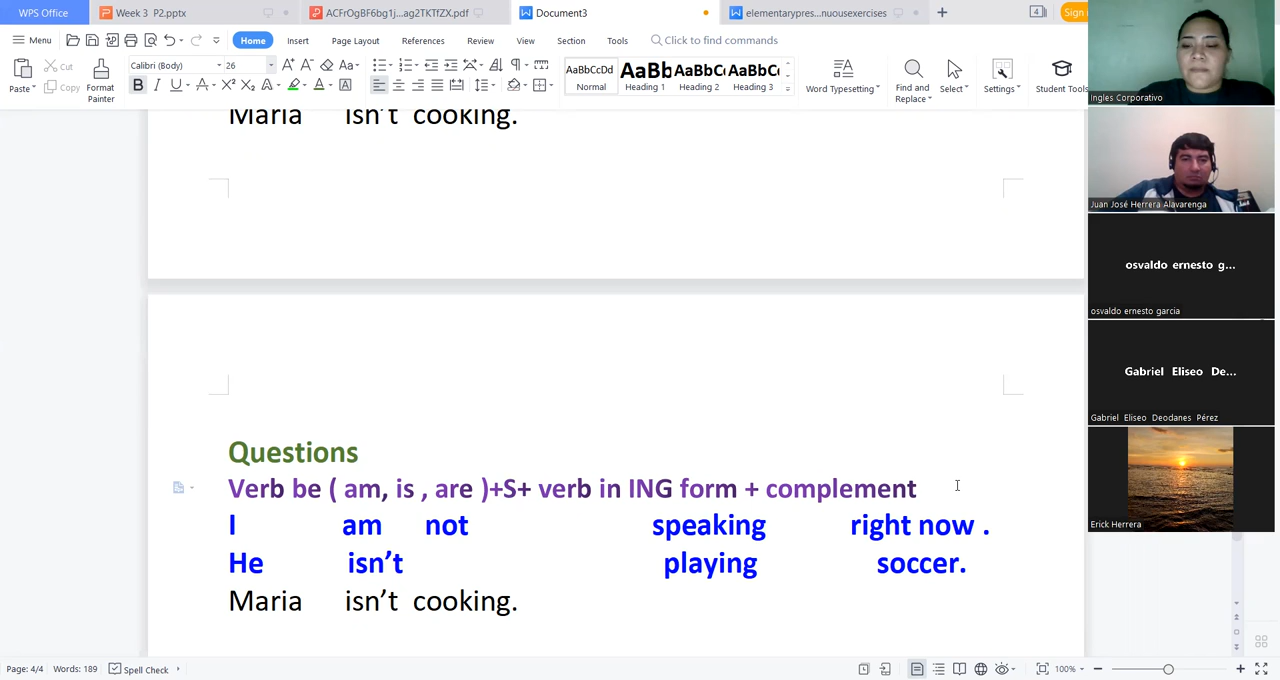 WPS Office
Week 3 P2.pptx
ACFrOgBF6bg1j...ag2TKTfZX.pdf
Document3
elementarypres...nuousexercises
4
Sign
Menu
Home
Insert
Page Layout
References
Review
View
Section
Tools
Click to find commands
Paste
Cut
Copy
Format Painter
Calibri (Body)
26
AaBbCcDd
Normal
AaBb
Heading 1
AaBbC
Heading 2
AaBbC
Heading 3
Word Typesetting
Find and Replace
Select
Settings
Student Tools
Maria isn't cooking.
Questions
Verb be ( am, is , are )+S+ verb in ING form + complement
I am not speaking right now .
He isn't playing soccer.
Maria isn't cooking.
Ingles Corporativo
Juan José Herrera Alavarenga
osvaldo ernesto g...
osvaldo ernesto garcia
Gabriel Eliseo De...
Gabriel Eliseo Deodanes Pérez
Erick Herrera
Page: 4/4
Words: 189
Spell Check
100%